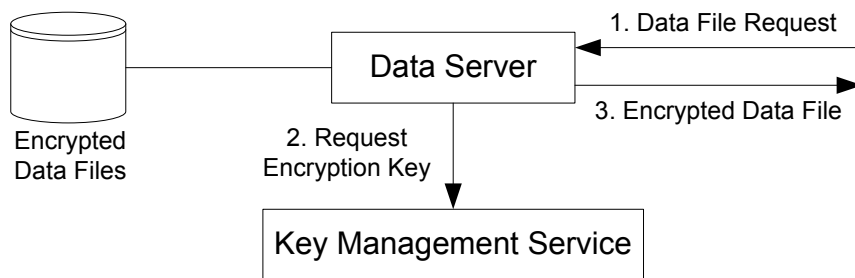 1. Data File Request
Data Server
3. Encrypted Data File
Encrypted
Data Files
2. Request
Encryption Key
Key Management Service